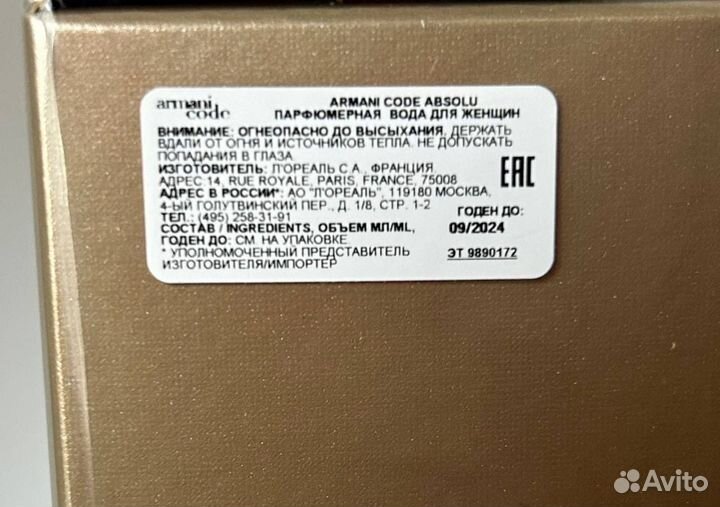 armani
code
ARMANI CODE ABSOLU
ПАРФЮМЕРНАЯ ВОДА ДЛЯ ЖЕНЩИН
ВНИМАНИЕ: ОГНЕОПАСНО ДО ВЫСЫХАНИЯ, ДЕРЖАТЬ
ВДАЛИ ОТ ОГНЯ И ИСТОЧНИКОВ ТЕПЛА. НЕ ДОПУСКАТЬ
ПОПАДАНИЯ В ГЛАЗА.
ИЗГОТОВИТЕЛЬ: Л'ОРЕАЛЬ С.А., ФРАНЦИЯ
АДРЕС 14, RUE ROYALE, PARIS, FRANCE, 75008
АДРЕС В РОССИИ*: АО "Л'ОРЕАЛЬ", 119180 МОСКВА,
4-ЫЙ ГОЛУТВИНСКИЙ ПЕР., Д. 1/8, СТР. 1-2
ТЕЛ.: (495) 258-31-91
СОСТАВ / INGREDIENTS, ОБЪЕМ МЛ/ML,
ГОДЕН ДО: СМ. НА УПАКОВКЕ
* УПОЛНОМОЧЕННЫЙ ПРЕДСТАВИТЕЛЬ
ИЗГОТОВИТЕЛЯ/ИМПОРТЕР
EAC
ГОДЕН ДО:
09/2024
ЭТ 9890172
Avito